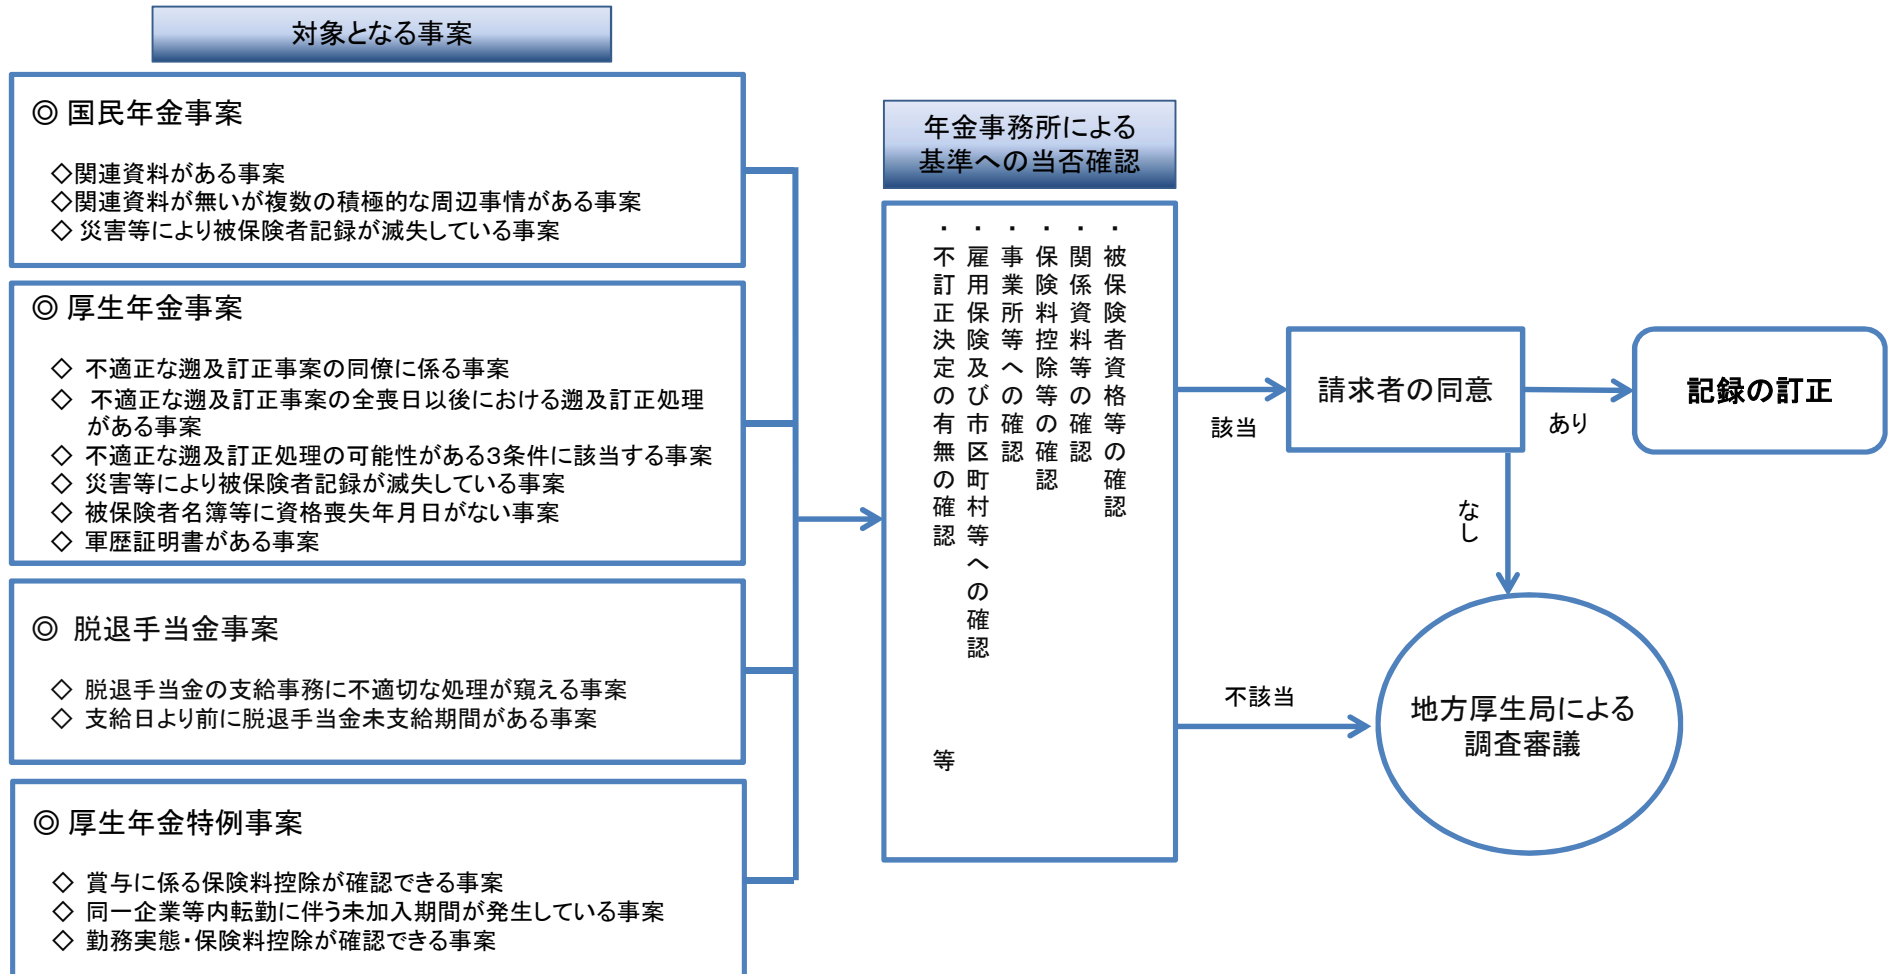 対象となる事案
◎ 国民年金事案
◇関連資料がある事案
◇関連資料が無いが複数の積極的な周辺事情がある事案
◇ 災害等により被保険者記録が滅失している事案
◎ 厚生年金事案
◇ 不適正な遡及訂正事案の同僚に係る事案
◇ 不適正な遡及訂正事案の全喪日以後における遡及訂正処理
がある事案
◇ 不適正な遡及訂正処理の可能性がある3条件に該当する事案
◇ 災害等により被保険者記録が滅失している事案
◇ 被保険者名簿等に資格喪失年月日がない事案
◇ 軍歴証明書がある事案
◎ 脱退手当金事案
◇ 脱退手当金の支給事務に不適切な処理が窺える事案
◇ 支給日より前に脱退手当金未支給期間がある事案
◎ 厚生年金特例事案
◇ 賞与に係る保険料控除が確認できる事案
◇ 同一企業等内転勤に伴う未加入期間が発生している事案
◇ 勤務実態・保険料控除が確認できる事案
年金事務所による
基準への当否確認
・被保険者資格等の確認
・関係資料等の確認
・保険料控除等の確認
・事業所等への確認
・雇用保険及び市区町村等への確認
・不訂正決定の有無の確認 等
該当
請求者の同意
あり
記録の訂正
なし
不該当
地方厚生局による
調査審議